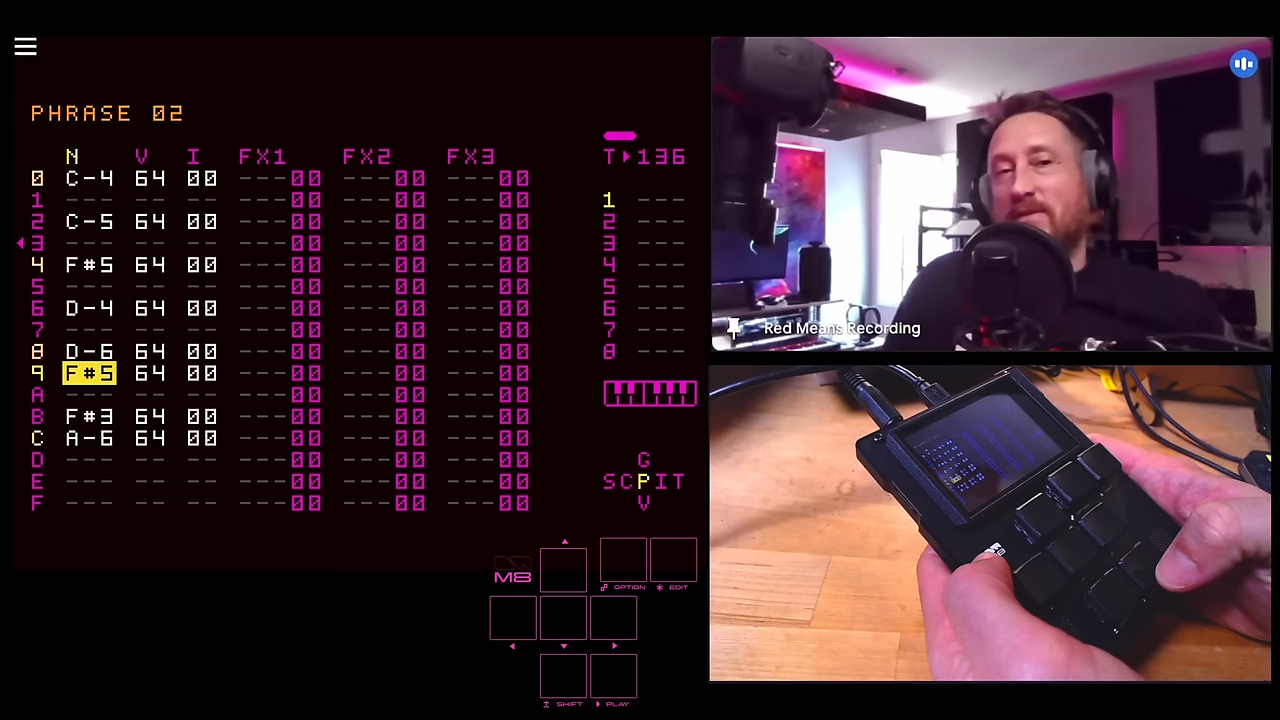 PHRASE 02
N V I FX1 FX2 FX3 T▸136
0 C-4 64 00 ---00 ---00 ---00
1 --- -- -- ---00 ---00 ---00 1 ---
2 C-5 64 00 ---00 ---00 ---00 2 ---
3 --- -- -- ---00 ---00 ---00 3 ---
4 F#5 64 00 ---00 ---00 ---00 4 ---
5 --- -- -- ---00 ---00 ---00 5 ---
6 D-4 64 00 ---00 ---00 ---00 6 ---
7 --- -- -- ---00 ---00 ---00 7 ---
8 D-6 64 00 ---00 ---00 ---00 8 ---
9 F#5 64 00 ---00 ---00 ---00
A --- -- -- ---00 ---00 ---00
B F#3 64 00 ---00 ---00 ---00
C A-6 64 00 ---00 ---00 ---00
D --- -- -- ---00 ---00 ---00 G
E --- -- -- ---00 ---00 ---00 SCPIT
F --- -- -- ---00 ---00 ---00 V
M8
OPTION EDIT
SHIFT PLAY
Red Means Recording